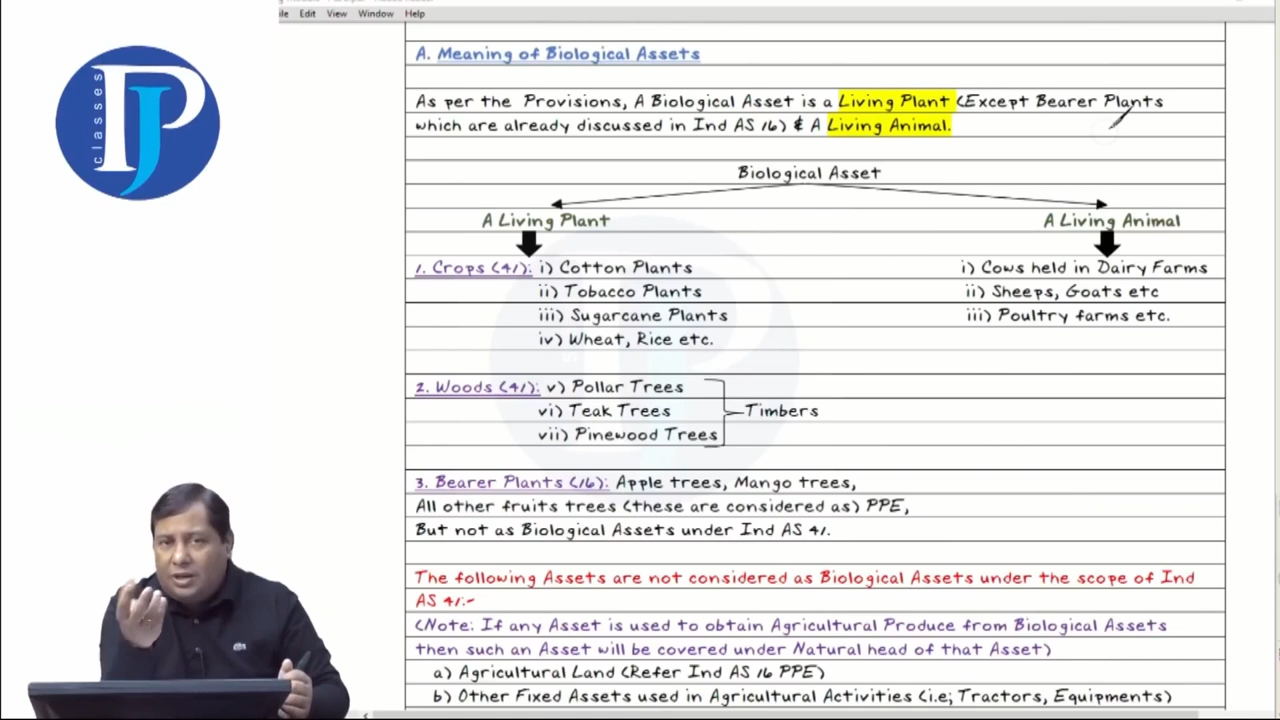 File Edit View Window Help
classes PJ
A. Meaning of Biological Assets
As per the Provisions, A Biological Asset is a Living Plant (Except Bearer Plants
which are already discussed in Ind AS 16) & A Living Animal.
Biological Asset
A Living Plant A Living Animal
1. Crops (41): i) Cotton Plants i) Cows held in Dairy Farms
ii) Tobacco Plants ii) Sheeps, Goats etc
iii) Sugarcane Plants iii) Poultry farms etc.
iv) Wheat, Rice etc.
2. Woods (41): v) Pollar Trees
vi) Teak Trees Timbers
vii) Pinewood Trees
3. Bearer Plants (16): Apple trees, Mango trees,
All other fruits trees (these are considered as) PPE,
But not as Biological Assets under Ind AS 41.
The following Assets are not considered as Biological Assets under the scope of Ind
AS 41:-
(Note: If any Asset is used to obtain Agricultural Produce from Biological Assets
then such an Asset will be covered under Natural head of that Asset)
a) Agricultural Land (Refer Ind AS 16 PPE)
b) Other Fixed Assets used in Agricultural Activities (i.e; Tractors, Equipments)